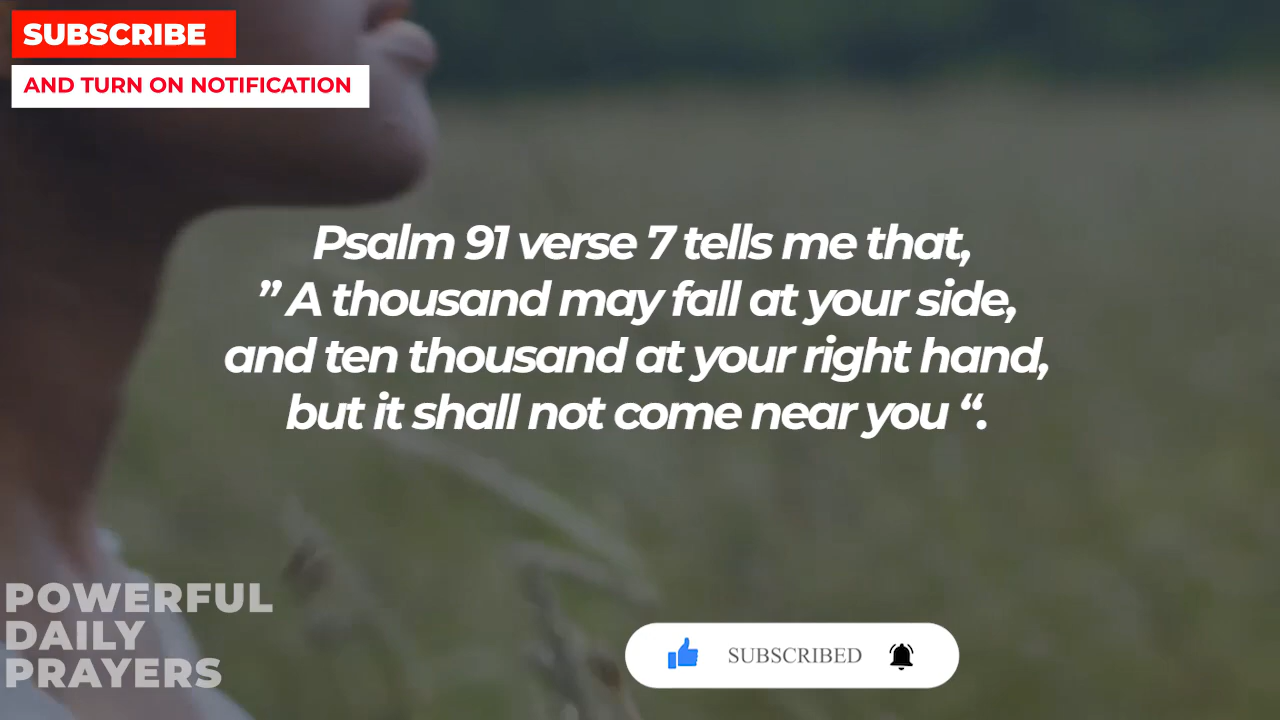 SUBSCRIBE
AND TURN ON NOTIFICATION
Psalm 91 verse 7 tells me that,
” A thousand may fall at your side,
and ten thousand at your right hand,
but it shall not come near you “.
POWERFUL
DAILY
PRAYERS
SUBSCRIBED